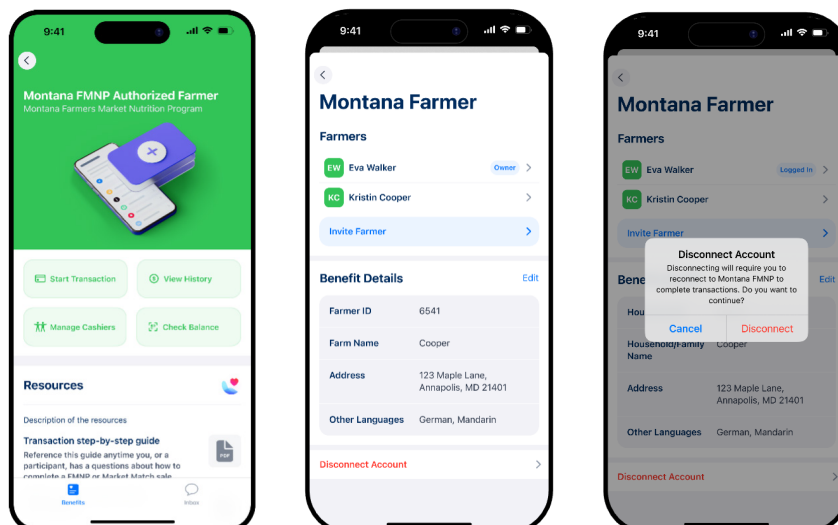 9:41
Montana FMNP Authorized Farmer
Montana Farmers Market Nutrition Program
Start Transaction
View History
Manage Cashiers
Check Balance
Resources
Description of the resources
Transaction step-by-step guide
PDF
Reference this guide anytime you, or a
participant, has a questions about how to
complete a FMNP or Market Match sale
Benefits
Inbox
9:41
Montana Farmer
Farmers
EW Eva Walker Owner
KC Kristin Cooper
Invite Farmer
Benefit Details Edit
Farmer ID 6541
Farm Name Cooper
Address 123 Maple Lane,
Annapolis, MD 21401
Other Languages German, Mandarin
Disconnect Account
9:41
Montana Farmer
Farmers
EW Eva Walker Logged In
KC Kristin Cooper
Invite Farmer
Disconnect Account
Disconnecting will require you to
reconnect to Montana FMNP to
complete transactions. Do you want to
continue?
Cancel Disconnect
Edit
Household/Family Cooper
Name
Address 123 Maple Lane,
Annapolis, MD 21401
Other Languages German, Mandarin
Disconnect Account